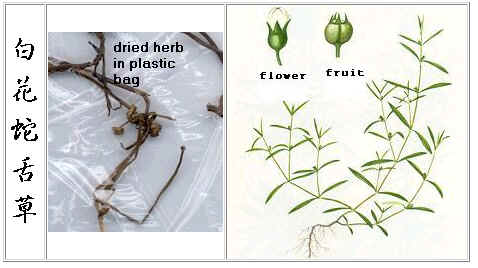 白花蛇舌草
dried herb
in plastic
bag
flower
fruit